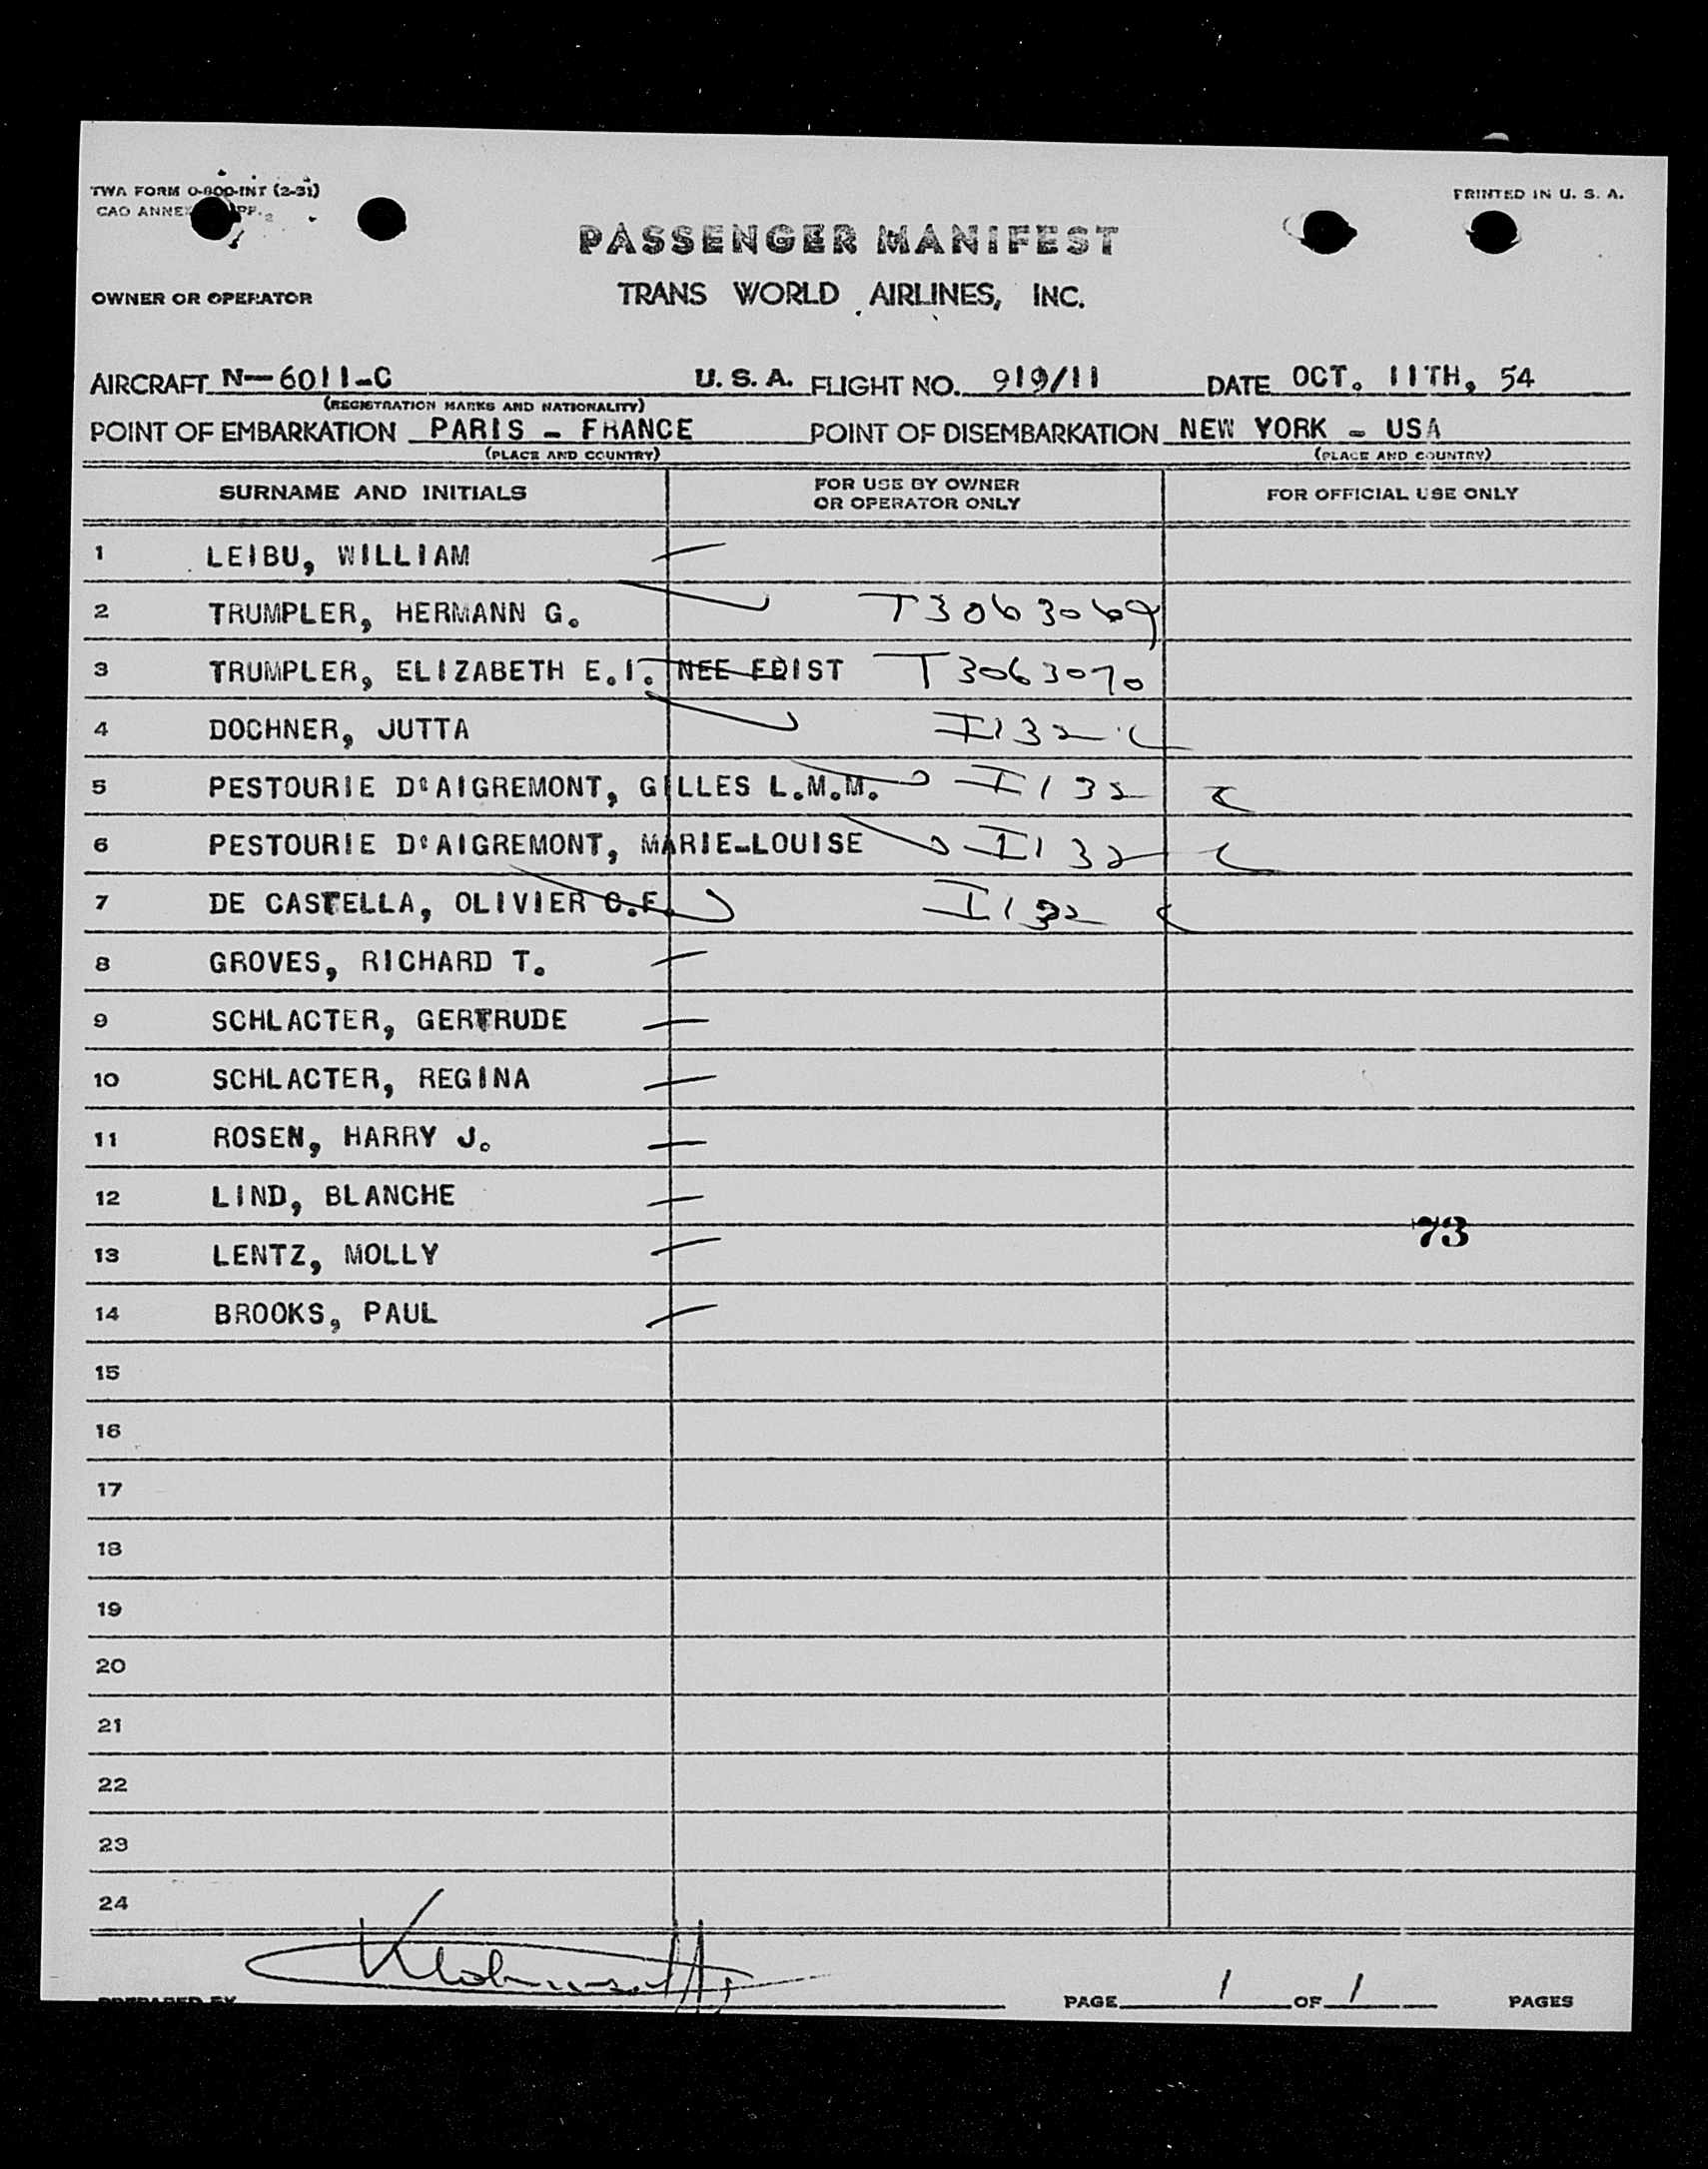 TWA FORM O-800-INT (2-51)
PRINTED IN U. S. A.
PASSENGER MANIFEST
OWNER OR OPERATOR TRANS WORLD AIRLINES, INC.
AIRCRAFT N-6011-C U. S. A. FLIGHT NO. 919/11 DATE OCT. 11TH, 54
(REGISTRATION MARKS AND NATIONALITY)
POINT OF EMBARKATION PARIS - FRANCE POINT OF DISEMBARKATION NEW YORK - USA
(PLACE AND COUNTRY) (PLACE AND COUNTRY)
SURNAME AND INITIALS FOR USE BY OWNER OR OPERATOR ONLY FOR OFFICIAL USE ONLY
1 LEIBU, WILLIAM
2 TRUMPLER, HERMANN G. T3063069
3 TRUMPLER, ELIZABETH E.I. NEE T3063070
4 DOCHNER, JUTTA I132
5 PESTOURIE D'AIGREMONT, GILLES L.M.M. I132
6 PESTOURIE D'AIGREMONT, MARIE-LOUISE I132
7 DE CASTELLA, OLIVIER I132
8 GROVES, RICHARD T.
9 SCHLACTER, GERTRUDE
10 SCHLACTER, REGINA
11 ROSEN, HARRY J.
12 LIND, BLANCHE
73
13 LENTZ, MOLLY
14 BROOKS, PAUL
15
16
17
18
19
20
21
22
23
24
PREPARED BY PAGE 1 OF 1 PAGES